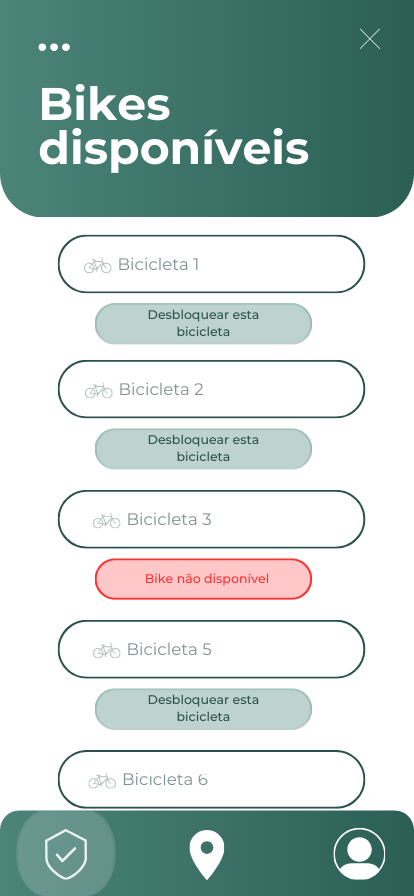 Bikes
disponíveis
Bicicleta 1
Desbloquear esta
bicicleta
Bicicleta 2
Desbloquear esta
bicicleta
Bicicleta 3
Bike não disponível
Bicicleta 5
Desbloquear esta
bicicleta
Bicicleta 6